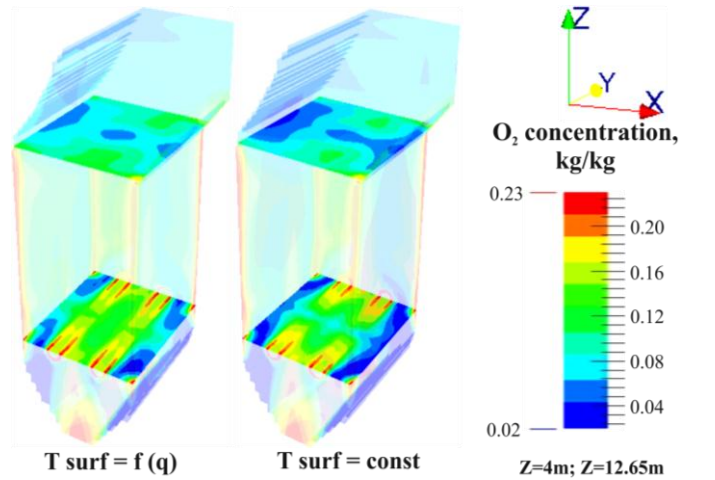 Z
Y
X
O₂ concentration,
kg/kg
0.23
0.20
0.16
0.12
0.08
0.04
0.02
T surf = f (q)
T surf = const
Z=4m; Z=12.65m